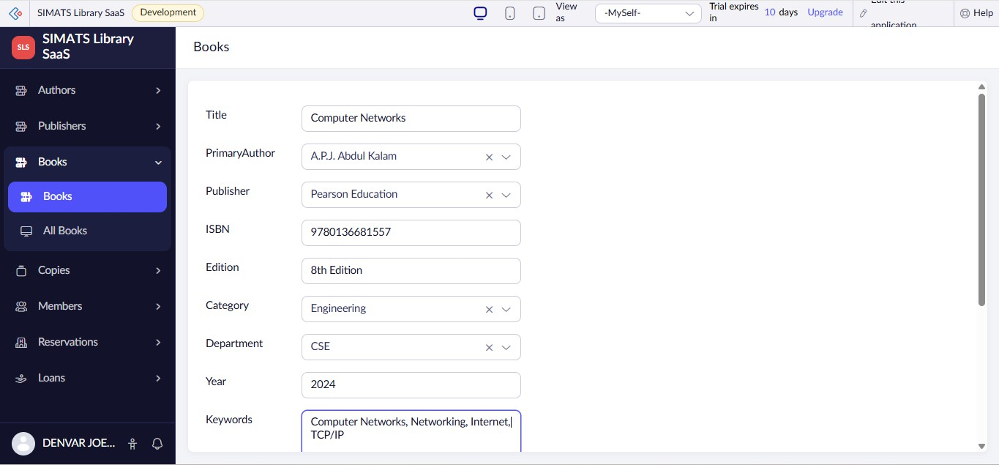 SIMATS Library SaaS
Development
View as
-MySelf-
Trial expires in
10 days
Upgrade
Edit this application
Help
SLS
SIMATS Library SaaS
Authors
Publishers
Books
Books
All Books
Copies
Members
Reservations
Loans
DENVAR JOE...
Books
Title
Computer Networks
PrimaryAuthor
A.P.J. Abdul Kalam
Publisher
Pearson Education
ISBN
9780136681557
Edition
8th Edition
Category
Engineering
Department
CSE
Year
2024
Keywords
Computer Networks, Networking, Internet,
TCP/IP